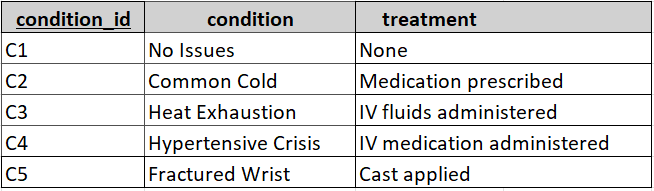 condition_id condition treatment
C1 No Issues None
C2 Common Cold Medication prescribed
C3 Heat Exhaustion IV fluids administered
C4 Hypertensive Crisis IV medication administered
C5 Fractured Wrist Cast applied